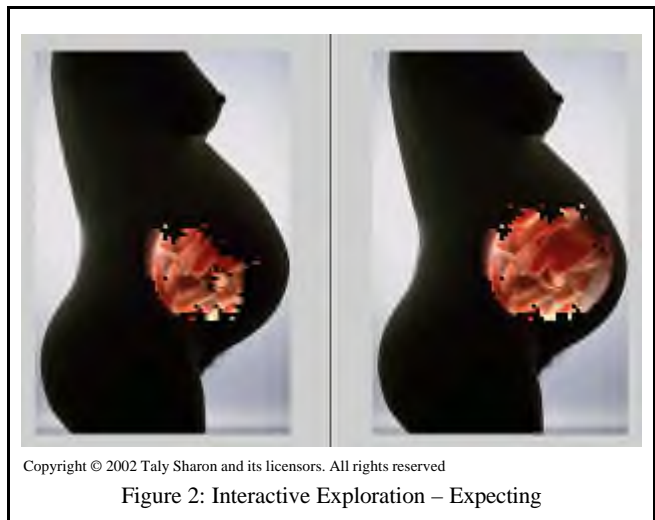 Copyright © 2002 Taly Sharon and its licensors. All rights reserved
Figure 2: Interactive Exploration – Expecting